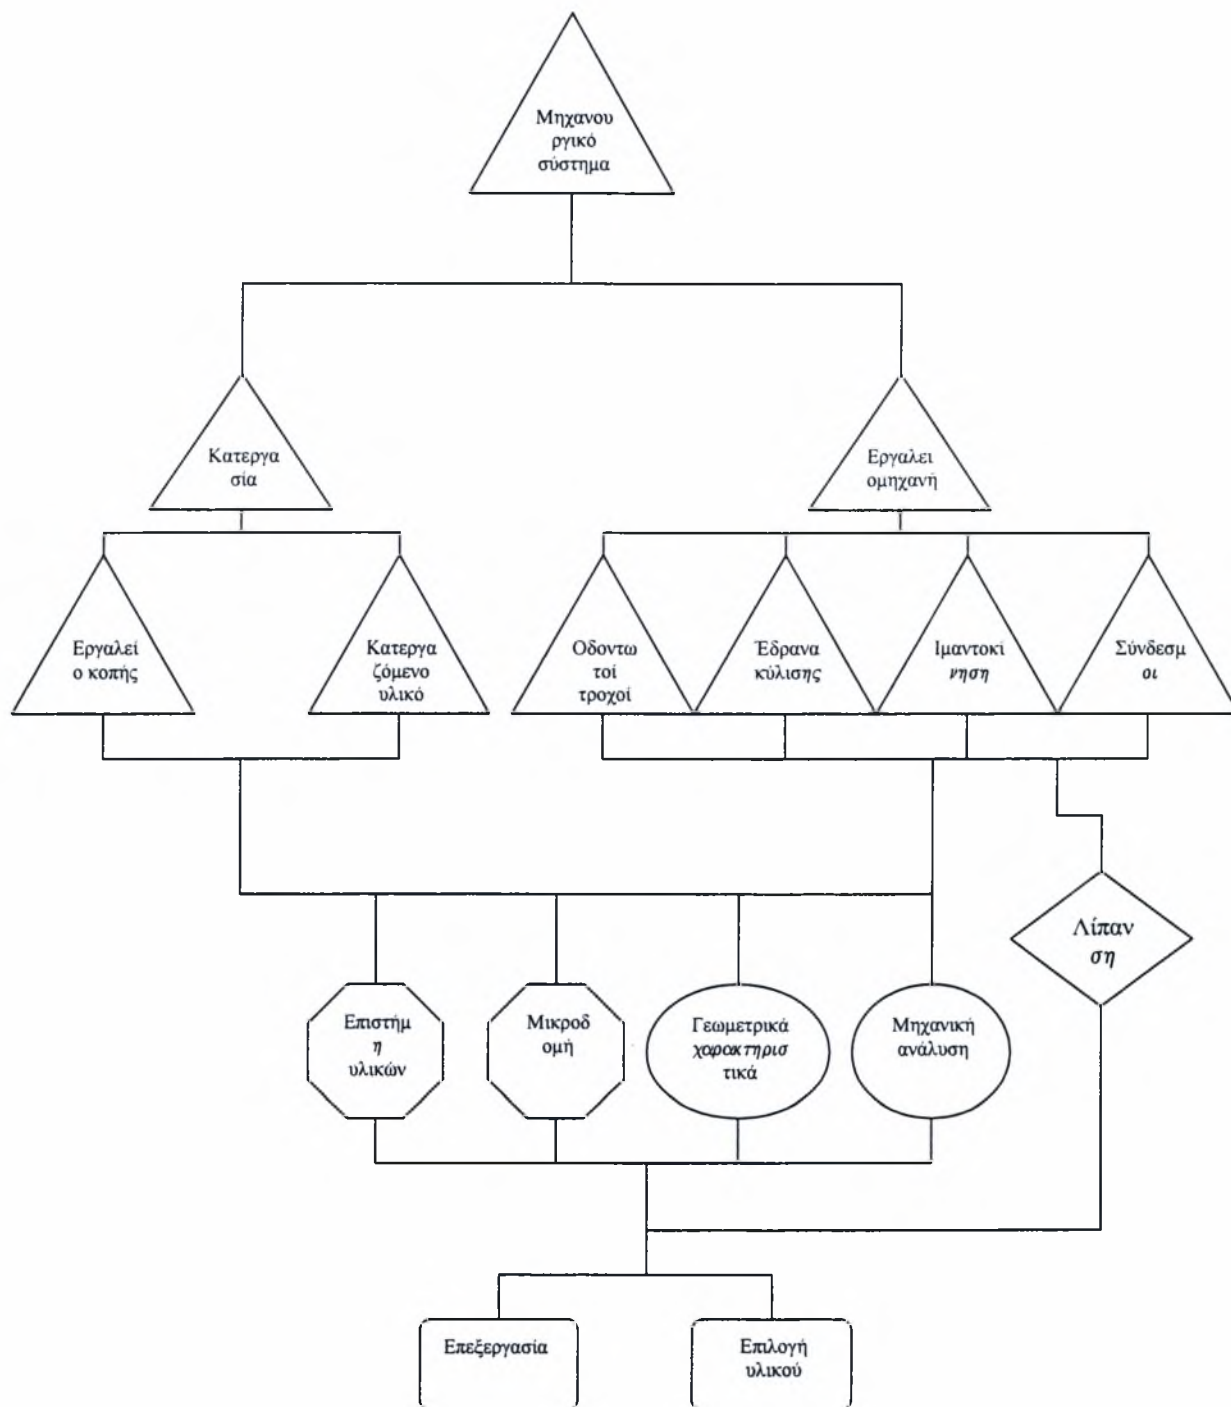 Μηχανου
ργικό
σύστημα
Κατεργα
σία
Εργαλει
ομηχανή
Εργαλεί
ο κοπής
Κατεργα
ζόμενο
υλικό
Οδοντω
τοί
τροχοί
Έδρανα
κύλισης
Ιμαντοκί
νηση
Σύνδεσμ
οι
Λίπαν
ση
Επιστήμ
η
υλικών
Μικροδ
ομή
Γεωμετρικά
χαρακτηρισ
τικά
Μηχανική
ανάλυση
Επεξεργασία
Επιλογή
υλικού